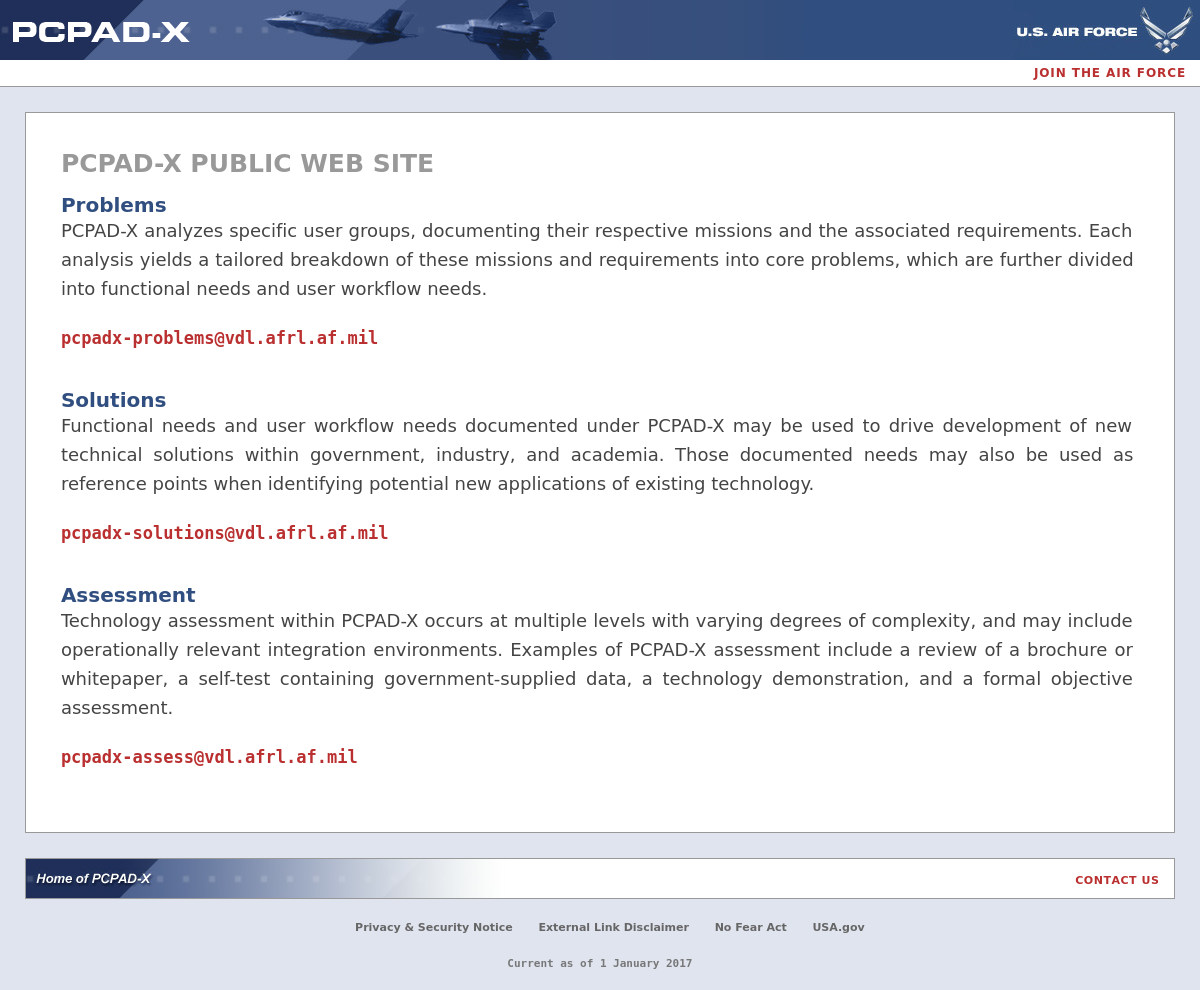 PCPAD-X
U.S. AIR FORCE
JOIN THE AIR FORCE
PCPAD-X PUBLIC WEB SITE
Problems
PCPAD-X analyzes specific user groups, documenting their respective missions and the associated requirements. Each
analysis yields a tailored breakdown of these missions and requirements into core problems, which are further divided
into functional needs and user workflow needs.
pcpadx-problems@vdl.afrl.af.mil
Solutions
Functional needs and user workflow needs documented under PCPAD-X may be used to drive development of new
technical solutions within government, industry, and academia. Those documented needs may also be used as
reference points when identifying potential new applications of existing technology.
pcpadx-solutions@vdl.afrl.af.mil
Assessment
Technology assessment within PCPAD-X occurs at multiple levels with varying degrees of complexity, and may include
operationally relevant integration environments. Examples of PCPAD-X assessment include a review of a brochure or
whitepaper, a self-test containing government-supplied data, a technology demonstration, and a formal objective
assessment.
pcpadx-assess@vdl.afrl.af.mil
Home of PCPAD-X
CONTACT US
Privacy & Security Notice External Link Disclaimer No Fear Act USA.gov
Current as of 1 January 2017